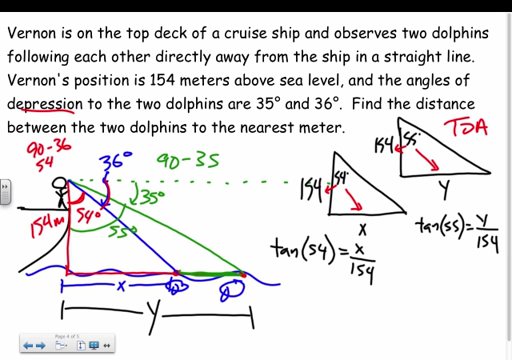 Vernon is on the top deck of a cruise ship and observes two dolphins
following each other directly away from the ship in a straight line.
Vernon's position is 154 meters above sea level, and the angles of
depression to the two dolphins are 35° and 36°. Find the distance
between the two dolphins to the nearest meter.
TOA
90-36
54
36°
90-35
35°
154m
54°
55°
x
y
154
54°
x
tan(54) = x/154
154
55°
y
tan(55) = y/154
Page 4 of 5